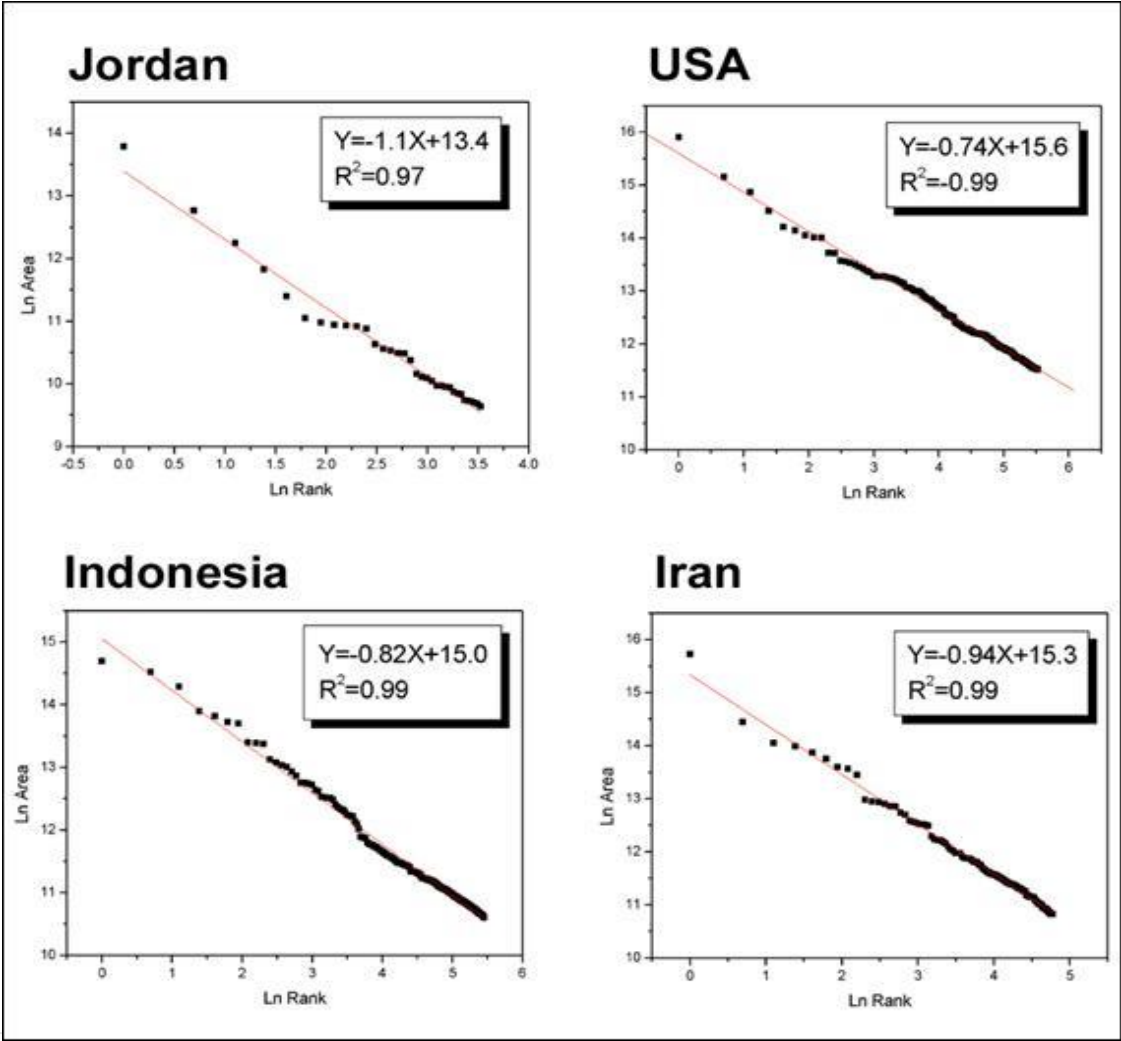 Jordan
Y=-1.1X+13.4
R²=0.97
14
13
12
11
10
9
Ln Area
-0.5 0.0 0.5 1.0 1.5 2.0 2.5 3.0 3.5 4.0
Ln Rank
USA
Y=-0.74X+15.6
R²=-0.99
16
15
14
13
12
11
10
Ln Area
0 1 2 3 4 5 6
Ln Rank
Indonesia
Y=-0.82X+15.0
R²=0.99
15
14
13
12
11
10
Ln Area
0 1 2 3 4 5 6
Ln Rank
Iran
Y=-0.94X+15.3
R²=0.99
16
15
14
13
12
11
10
Ln Area
0 1 2 3 4 5
Ln Rank